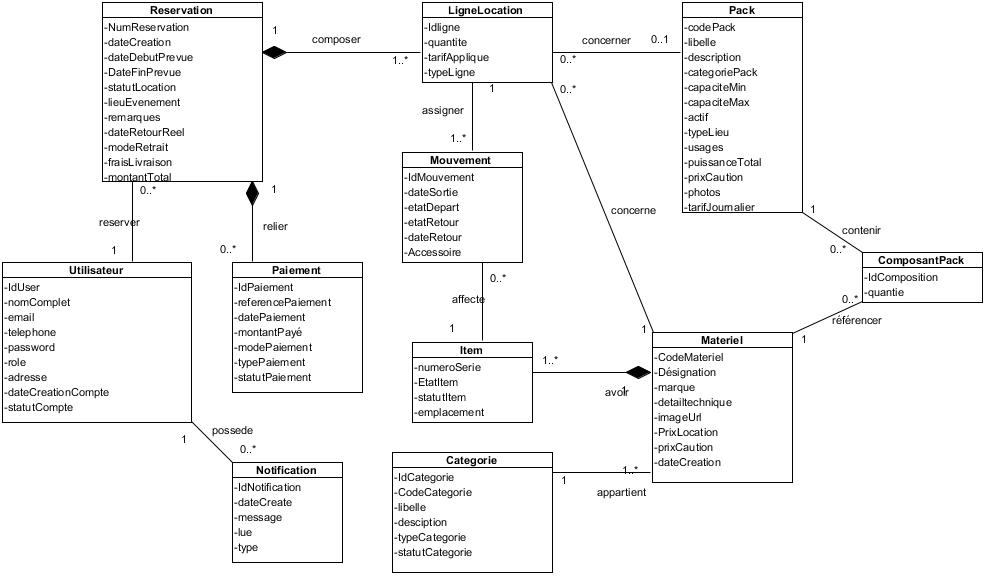 Reservation
-NumReservation
-dateCreation
-dateDebutPrevue
-DateFinPrevue
-statutLocation
-lieuEvenement
-remarques
-dateRetourReel
-modeRetrait
-fraisLivraison
-montantTotal
1
composer
1..*
LigneLocation
-Idligne
-quantite
-tarifApplique
-typeLigne
concerner
0..1
0..*
Pack
-codePack
-libelle
-description
-categoriePack
-capaciteMin
-capaciteMax
-actif
-typeLieu
-usages
-puissanceTotal
-prixCaution
-photos
-tarifJournalier
1
0..*
assigner
1..*
Mouvement
-IdMouvement
-dateSortie
-etatDepart
-etatRetour
-dateRetour
-Accessoire
concerne
1
0..*
reserver
1
1
relier
0..*
1
contenir
0..*
ComposantPack
-IdComposition
-quantie
0..*
référencer
1
Utilisateur
-IdUser
-nomComplet
-email
-telephone
-password
-role
-adresse
-dateCreationCompte
-statutCompte
Paiement
-IdPaiement
-referencePaiement
-datePaiement
-montantPayé
-modePaiement
-typePaiement
-statutPaiement
0..*
affecte
1
Item
-numeroSerie
-EtatItem
-statutItem
-emplacement
1..*
avoir
1
Materiel
-CodeMateriel
-Désignation
-marque
-detailtechnique
-imageUrl
-PrixLocation
-prixCaution
-dateCreation
1
possede
0..*
Notification
-IdNotification
-dateCreate
-message
-lue
-type
Categorie
-IdCategorie
-CodeCategorie
-libelle
-desciption
-typeCategorie
-statutCategorie
1
1..*
appartient